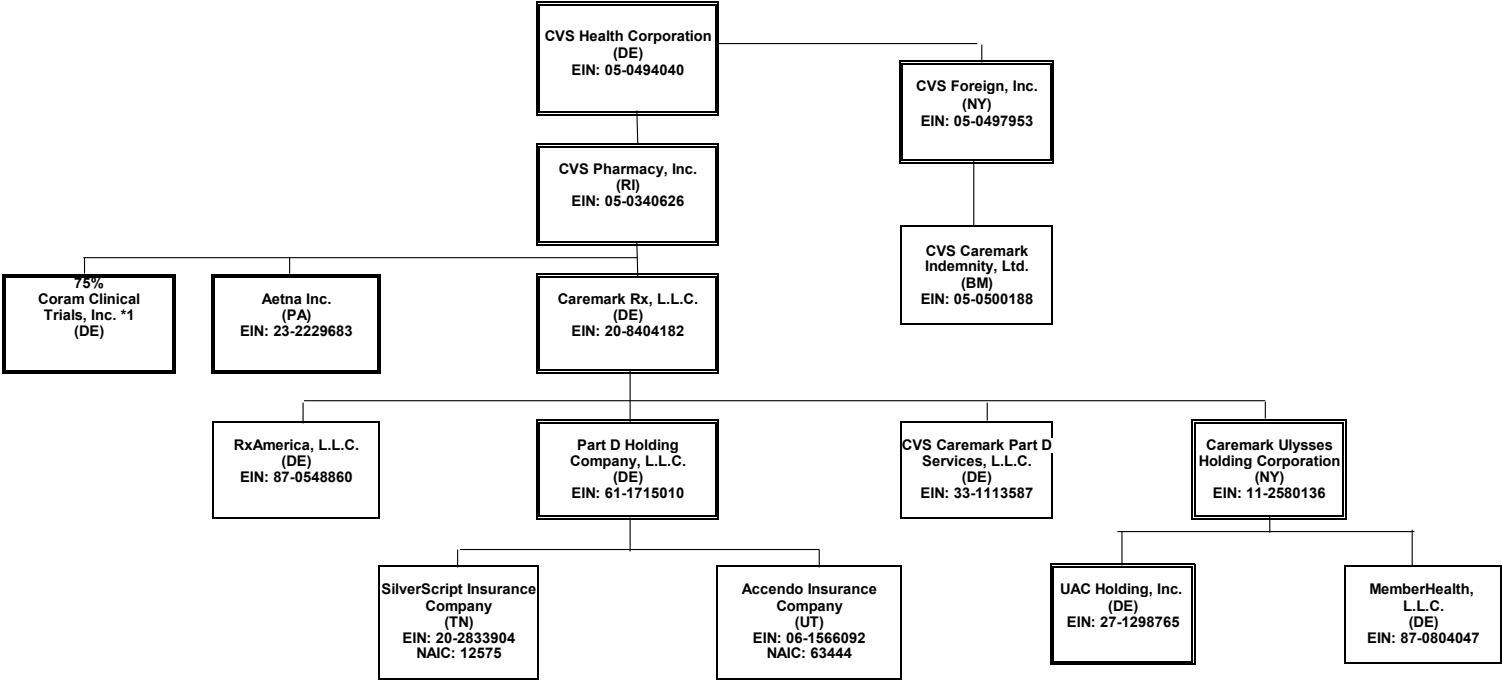 CVS Health Corporation
(DE)
EIN: 05-0494040
CVS Foreign, Inc.
(NY)
EIN: 05-0497953
CVS Pharmacy, Inc.
(RI)
EIN: 05-0340626
CVS Caremark
Indemnity, Ltd.
(BM)
EIN: 05-0500188
75%
Coram Clinical
Trials, Inc. *1
(DE)
Aetna Inc.
(PA)
EIN: 23-2229683
Caremark Rx, L.L.C.
(DE)
EIN: 20-8404182
RxAmerica, L.L.C.
(DE)
EIN: 87-0548860
Part D Holding
Company, L.L.C.
(DE)
EIN: 61-1715010
CVS Caremark Part D
Services, L.L.C.
(DE)
EIN: 33-1113587
Caremark Ulysses
Holding Corporation
(NY)
EIN: 11-2580136
SilverScript Insurance
Company
(TN)
EIN: 20-2833904
NAIC: 12575
Accendo Insurance
Company
(UT)
EIN: 06-1566092
NAIC: 63444
UAC Holding, Inc.
(DE)
EIN: 27-1298765
MemberHealth,
L.L.C.
(DE)
EIN: 87-0804047